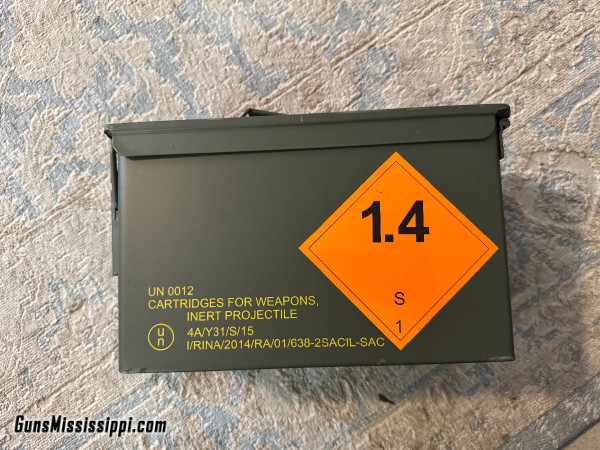 1.4
S
1
UN 0012
CARTRIDGES FOR WEAPONS,
INERT PROJECTILE
un
4A/Y31/S/15
I/RINA/2014/RA/01/638-2SACIL-SAC
GunsMississippi.com